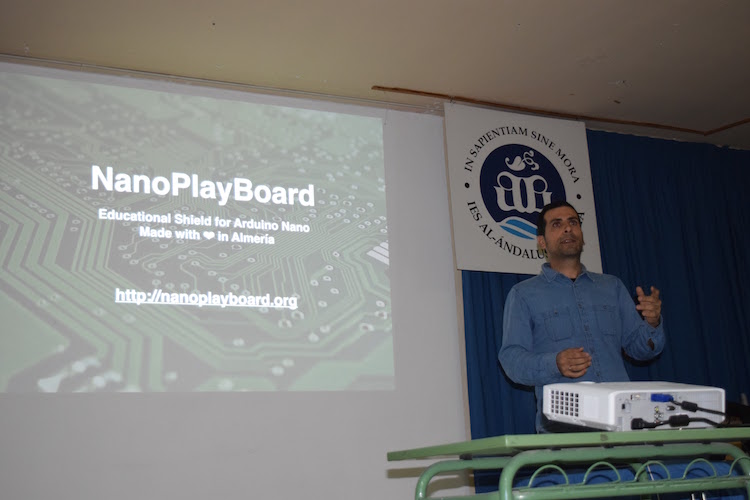 NanoPlayBoard
Educational Shield for Arduino Nano
Made with ❤ in Almería
http://nanoplayboard.org
IN SAPIENTIAM SINE MORA
IES AL-ÁNDALU